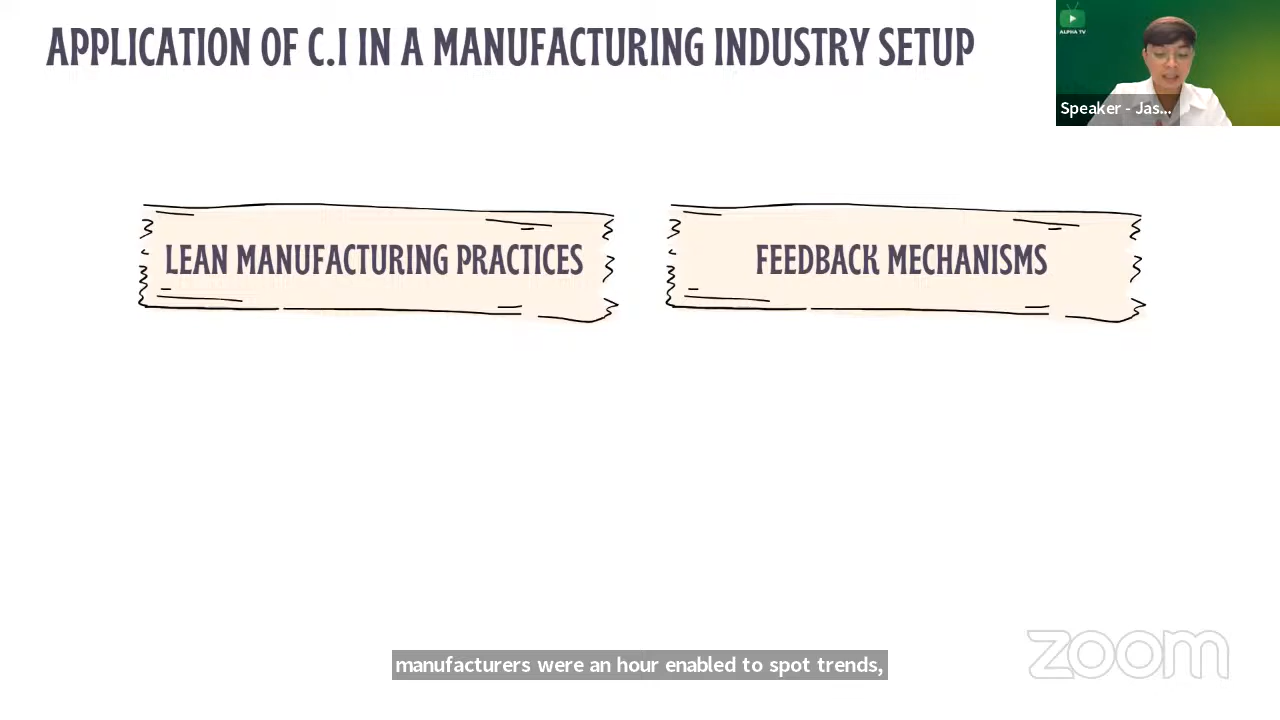 APPLICATION OF C.I IN A MANUFACTURING INDUSTRY SETUP
ALPHA TV
Speaker - Jas...
LEAN MANUFACTURING PRACTICES
FEEDBACK MECHANISMS
manufacturers were an hour enabled to spot trends,
zoom